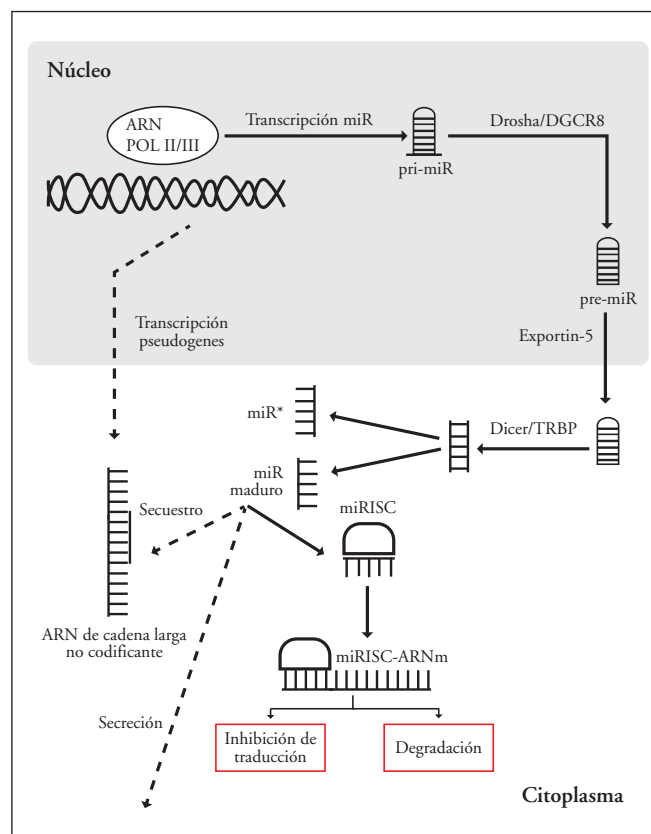 Núcleo
ARN
POL II/III
Transcripción miR
pri-miR
Drosha/DGCR8
pre-miR
Exportin-5
Transcripción
pseudogenes
miR*
Dicer/TRBP
miR
maduro
miRISC
Secuestro
ARN de cadena larga
no codificante
miRISC-ARNm
Secreción
Inhibición de
traducción
Degradación
Citoplasma